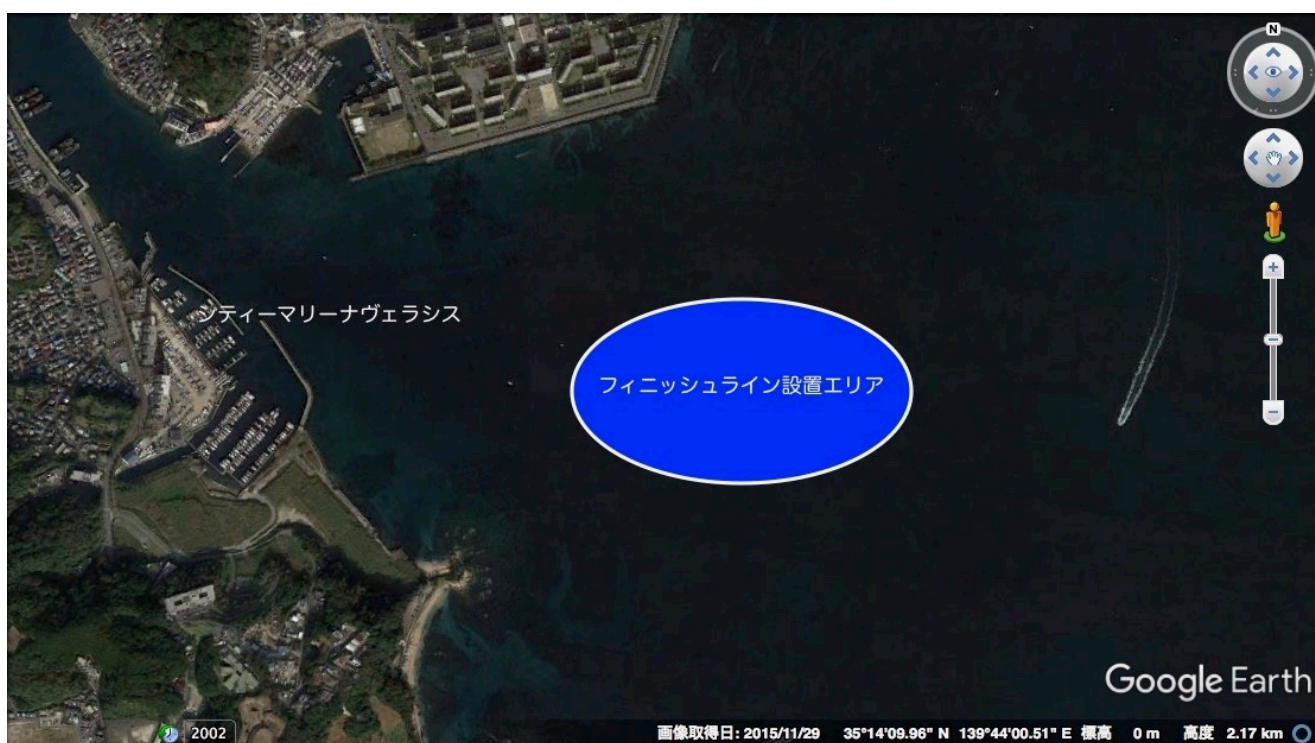 N
シティーマリーナヴェラシス
フィニッシュライン設置エリア
Google Earth
2002
画像取得日: 2015/11/29 35°14'09.96" N 139°44'00.51" E 標高 0 m 高度 2.17 km